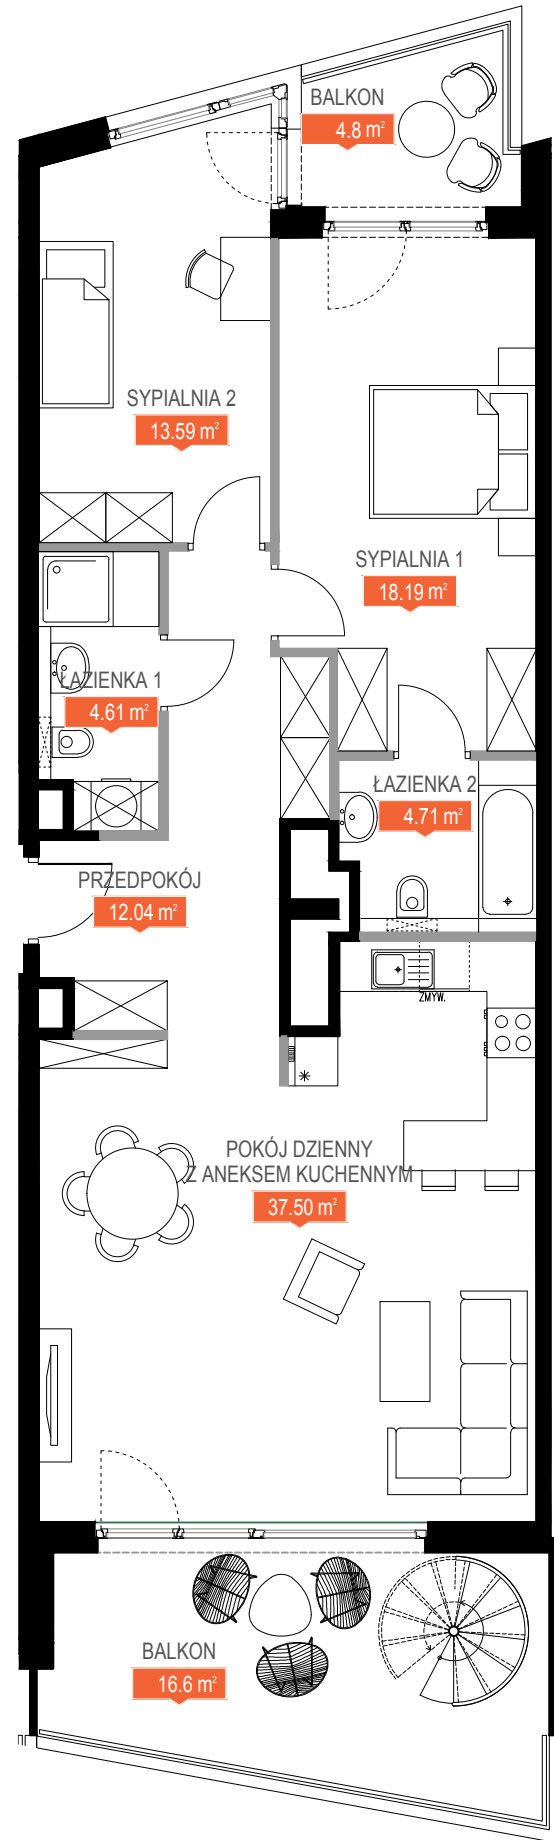 BALKON
4.8 m²
SYPIALNIA 2
13.59 m²
SYPIALNIA 1
18.19 m²
ŁAZIENKA 1
4.61 m²
ŁAZIENKA 2
4.71 m²
PRZEDPOKÓJ
12.04 m²
ZMYW.
POKÓJ DZIENNY
Z ANEKSEM KUCHENNYM
37.50 m²
BALKON
16.6 m²